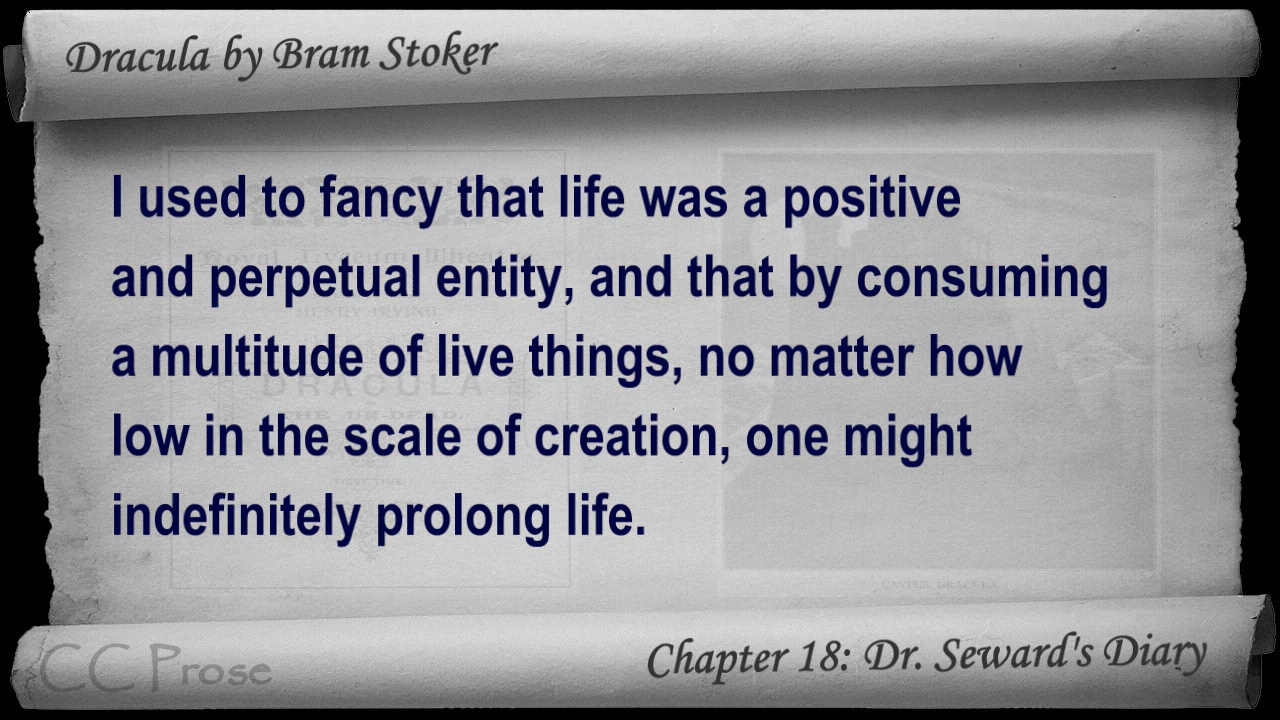 Dracula by Bram Stoker
I used to fancy that life was a positive
and perpetual entity, and that by consuming
a multitude of live things, no matter how
low in the scale of creation, one might
indefinitely prolong life.
CC Prose
Chapter 18: Dr. Seward's Diary